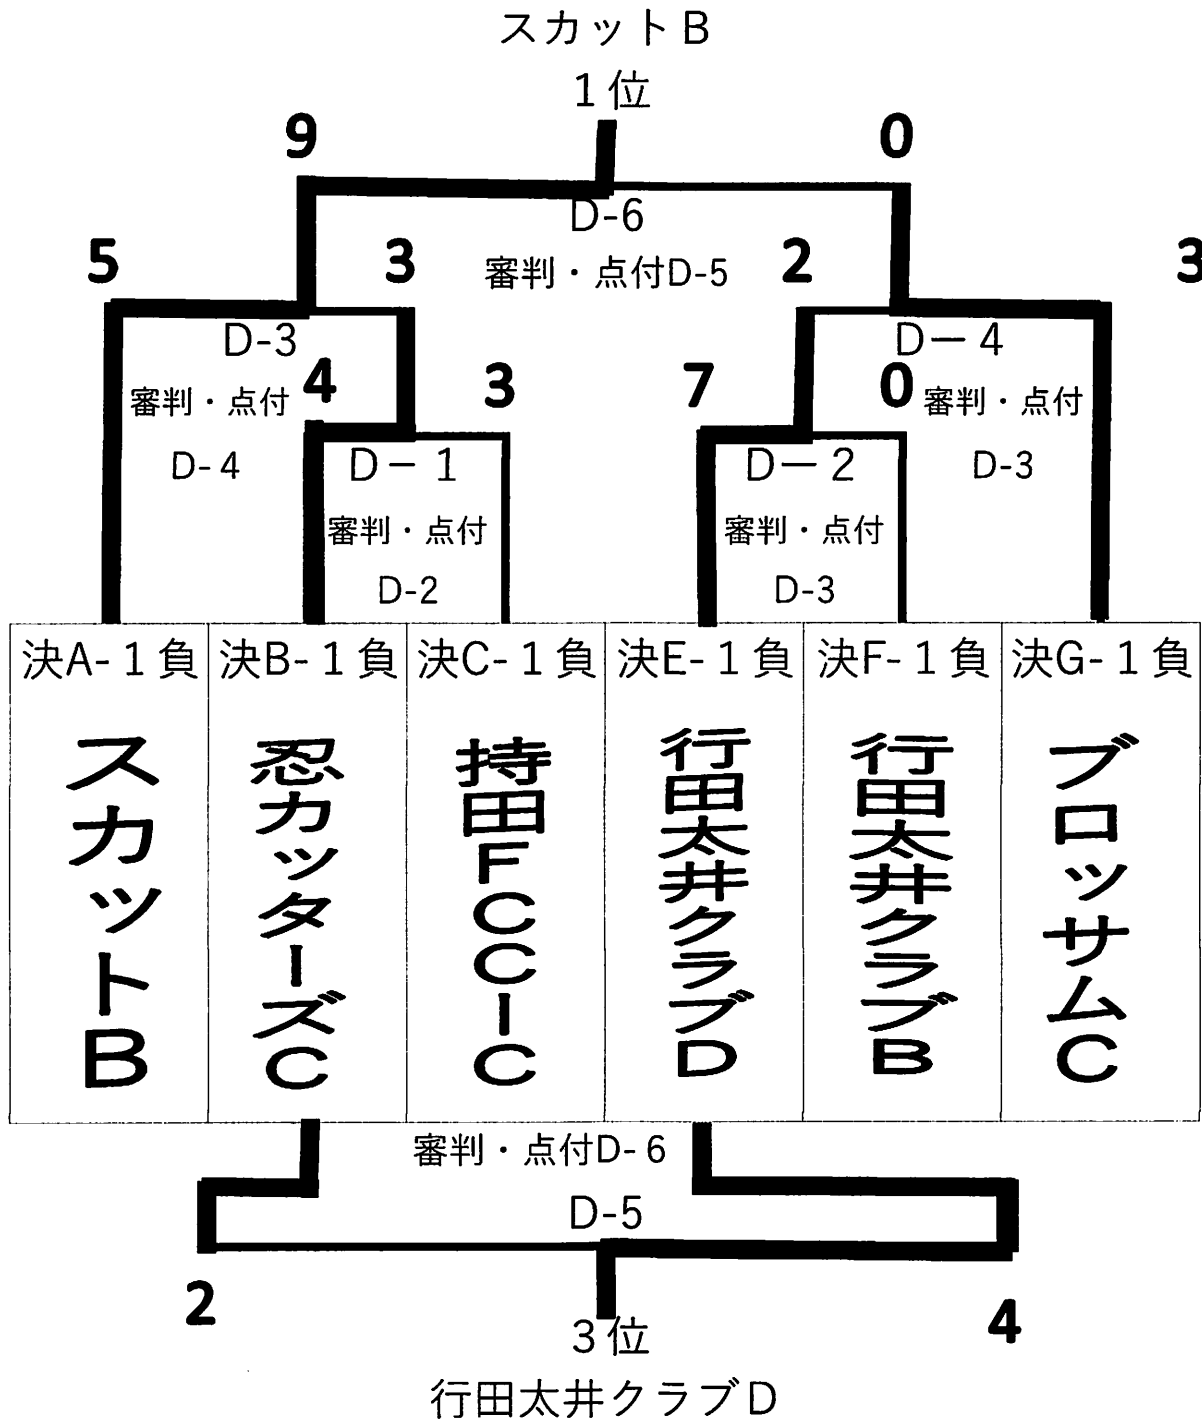 スカットB
1位
9 0
D-6
5 3 審判・点付D-5 2 3
D-3 D－4
4 3 7 0
審判・点付 審判・点付
D-4 D－1 D－2 D-3
審判・点付 審判・点付
D-2 D-3
決A-1負 決B-1負 決C-1負 決E-1負 決F-1負 決G-1負
スカットB
忍カッターズC
持田FCCIC
行田太井クラブD
行田太井クラブB
ブロッサムC
審判・点付D-6
D-5
2 4
3位
行田太井クラブD